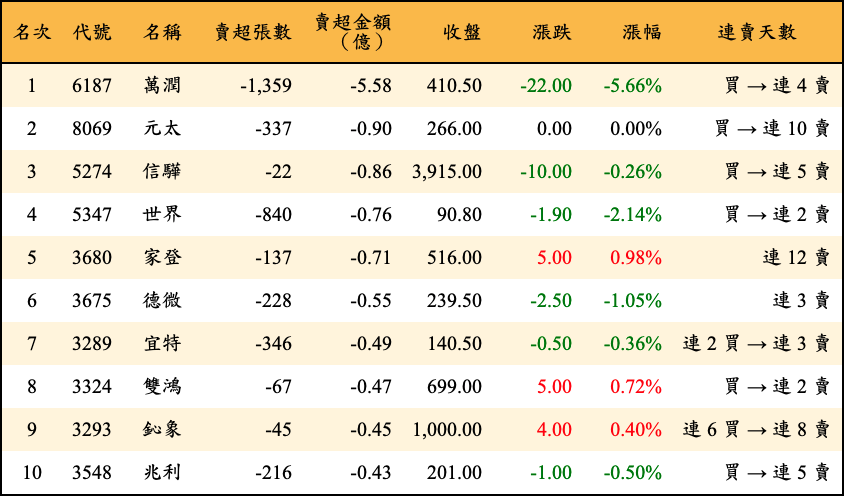 名次 代號 名稱 賣超張數 賣超金額（億） 收盤 漲跌 漲幅 連賣天數
1 6187 萬潤 -1,359 -5.58 410.50 -22.00 -5.66% 買 → 連 4 賣
2 8069 元太 -337 -0.90 266.00 0.00 0.00% 買 → 連 10 賣
3 5274 信驊 -22 -0.86 3,915.00 -10.00 -0.26% 買 → 連 5 賣
4 5347 世界 -840 -0.76 90.80 -1.90 -2.14% 買 → 連 2 賣
5 3680 家登 -137 -0.71 516.00 5.00 0.98% 連 12 賣
6 3675 德微 -228 -0.55 239.50 -2.50 -1.05% 連 3 賣
7 3289 宜特 -346 -0.49 140.50 -0.50 -0.36% 連 2 買 → 連 3 賣
8 3324 雙鴻 -67 -0.47 699.00 5.00 0.72% 買 → 連 2 賣
9 3293 鈊象 -45 -0.45 1,000.00 4.00 0.40% 連 6 買 → 連 8 賣
10 3548 兆利 -216 -0.43 201.00 -1.00 -0.50% 買 → 連 5 賣